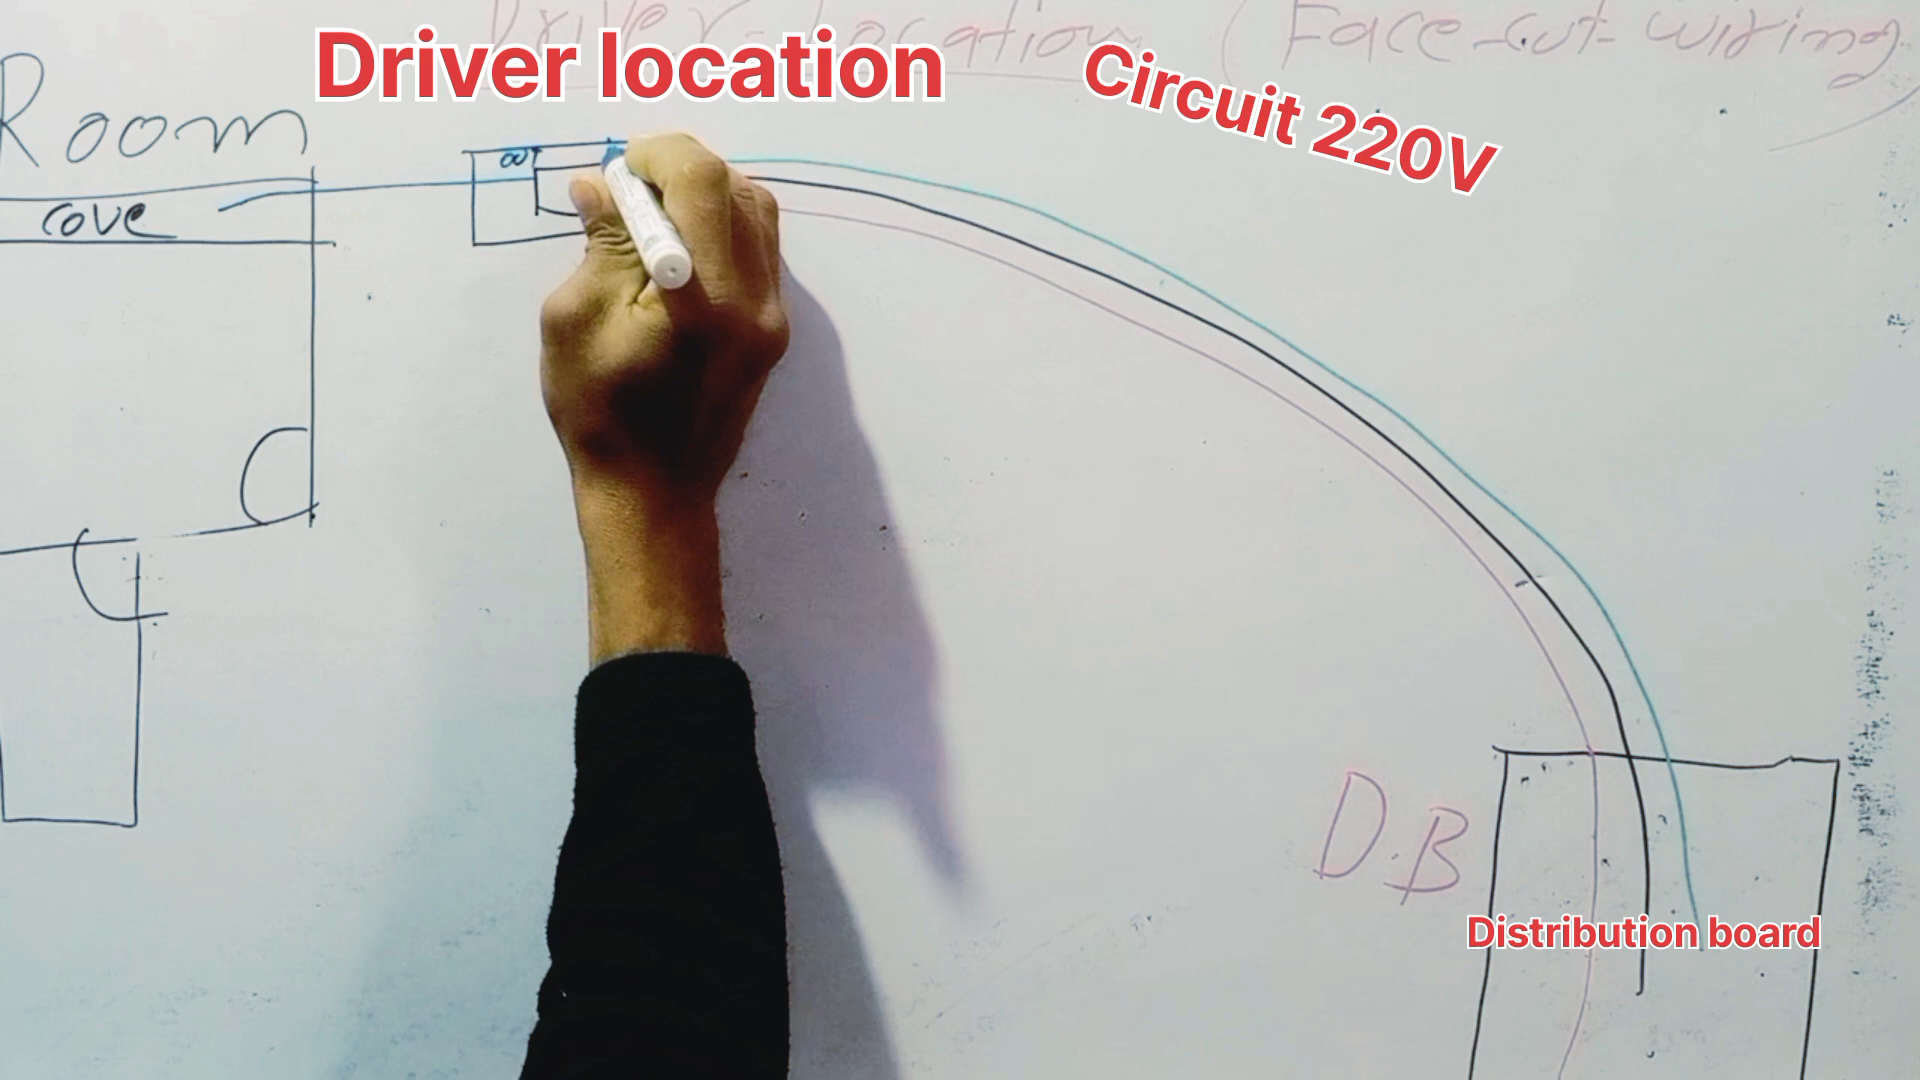 Driver Location (Face-cut-wiring)
Driver location
Circuit 220V
Room
cove
D.B
Distribution board